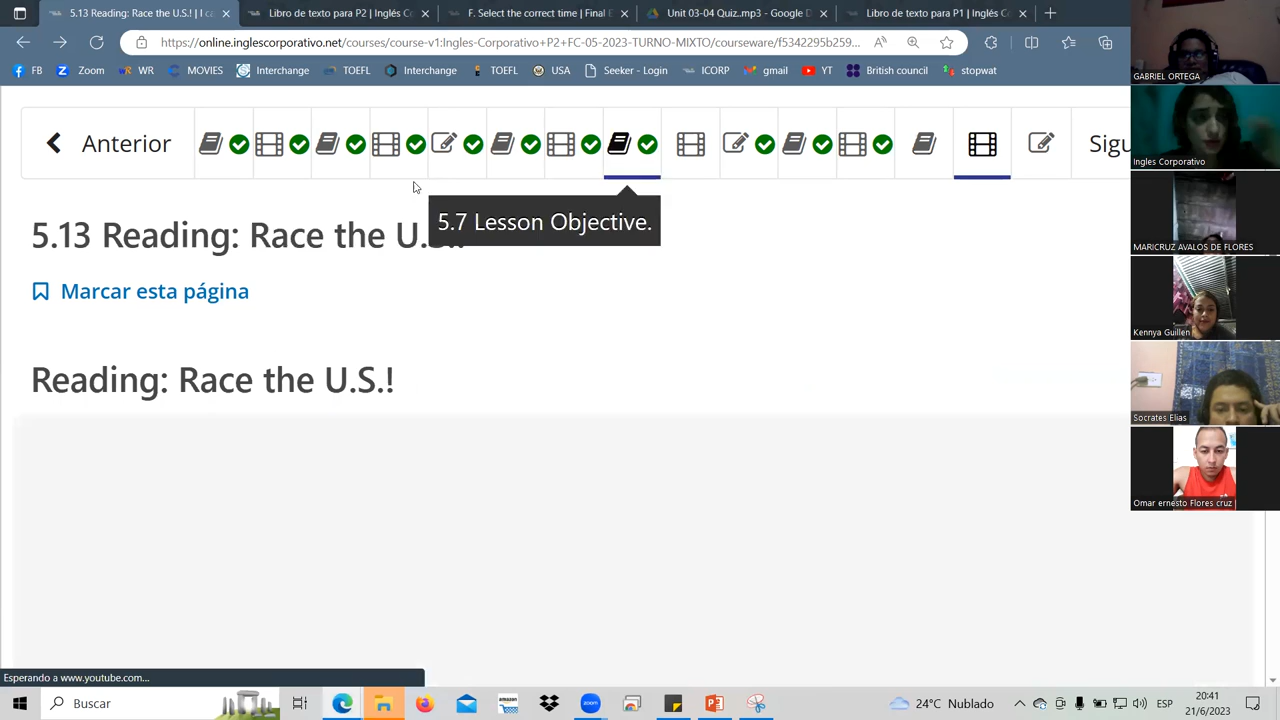 5.13 Reading: Race the U.S.! | I ca
Libro de texto para P2 | Inglés Co
F. Select the correct time | Final E
Unit 03-04 Quiz..mp3 - Google D
Libro de texto para P1 | Inglés Co
https://online.inglescorporativo.net/courses/course-v1:Ingles-Corporativo+P2+FC-05-2023-TURNO-MIXTO/courseware/f5342295b259...
FB
Zoom
WR
MOVIES
Interchange
TOEFL
Interchange
TOEFL
USA
Seeker - Login
ICORP
gmail
YT
British council
stopwat
Anterior
Sigu
5.7 Lesson Objective.
5.13 Reading: Race the U.S.!
Marcar esta página
Reading: Race the U.S.!
GABRIEL ORTEGA
Ingles Corporativo
MARICRUZ AVALOS DE FLORES
Kennya Guillen
Socrates Elias
Omar ernesto Flores cruz
Esperando a www.youtube.com...
Buscar
24°C Nublado
ESP
20:41
21/6/2023